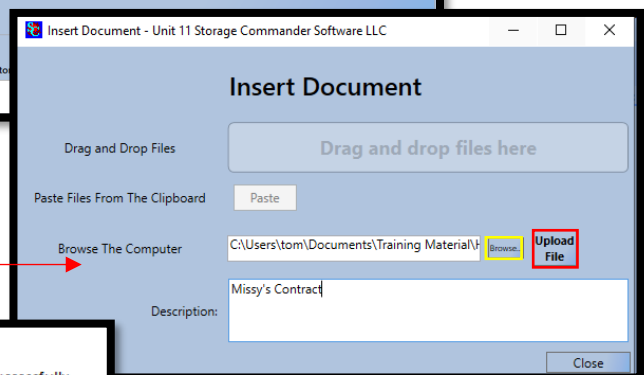 Insert Document - Unit 11 Storage Commander Software LLC
Insert Document
Drag and Drop Files
Drag and drop files here
Paste Files From The Clipboard
Paste
Browse The Computer
C:\Users\tom\Documents\Training Material\
Browse..
Upload
File
Description:
Missy's Contract
Close